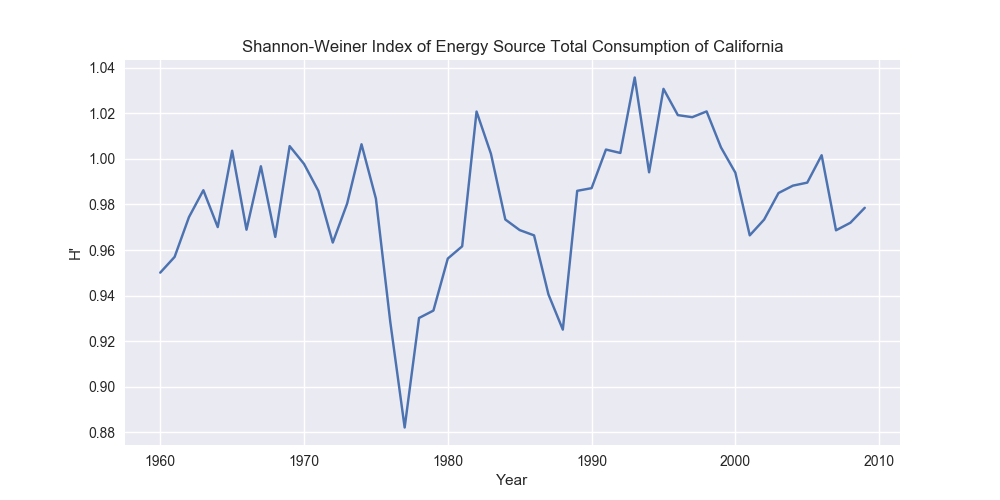 Shannon-Weiner Index of Energy Source Total Consumption of California
1.04
1.02
1.00
0.98
0.96
0.94
0.92
0.90
0.88
H'
1960 1970 1980 1990 2000 2010
Year